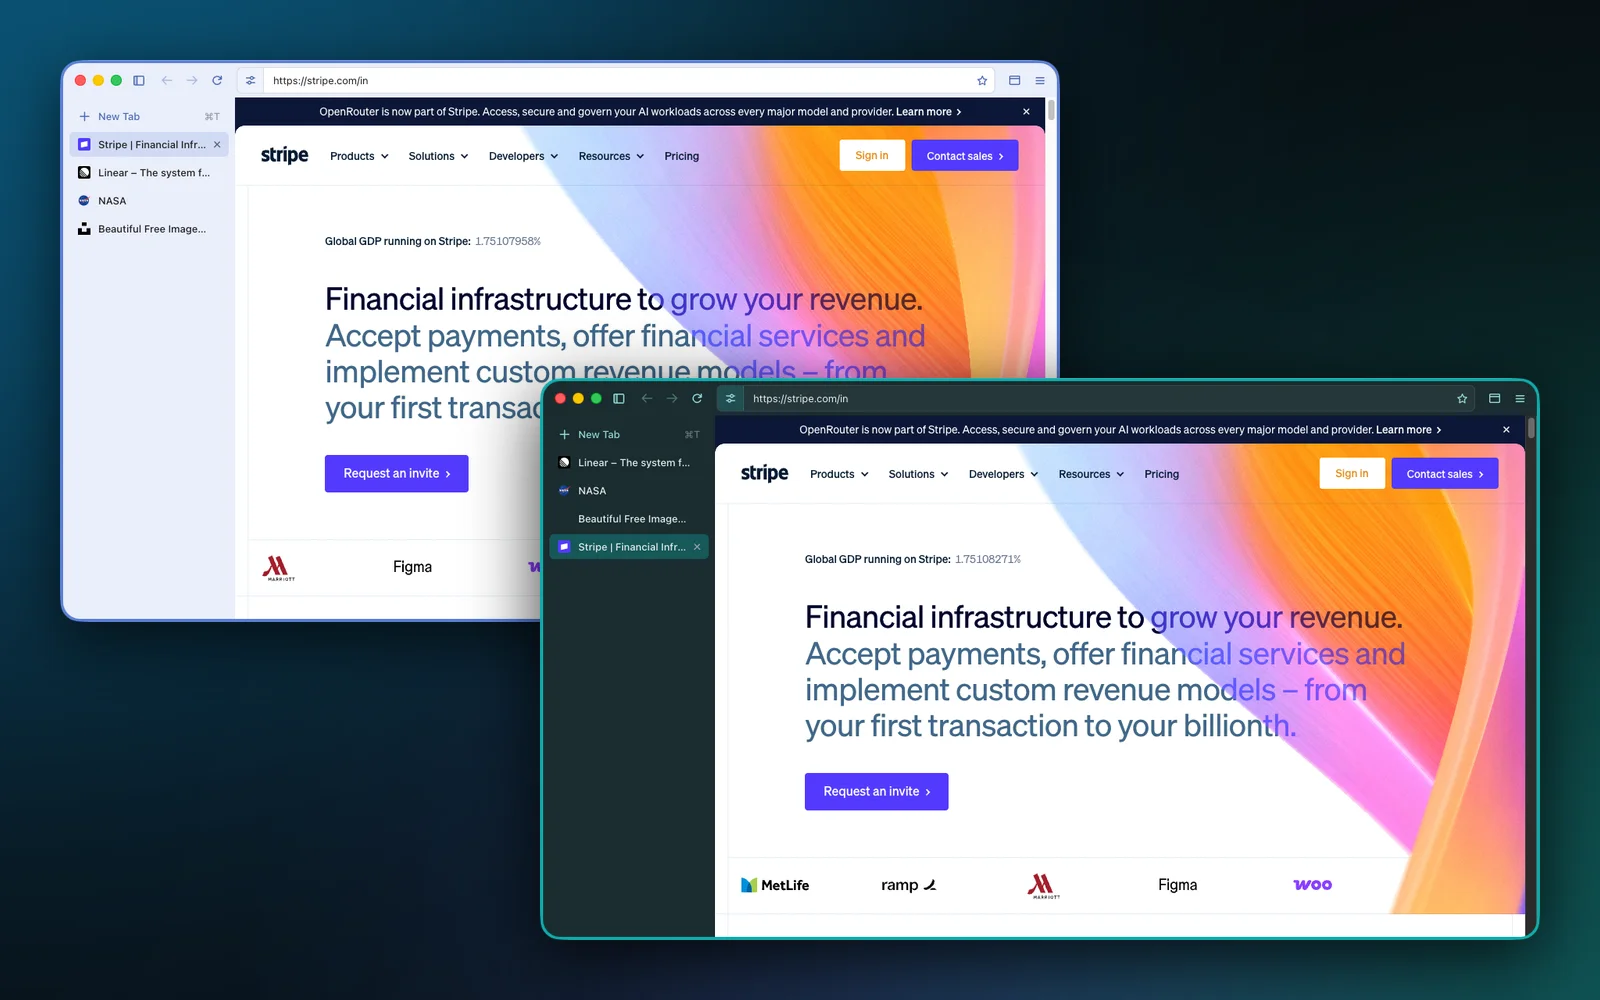 https://stripe.com/in
New Tab
⌘T
Stripe | Financial Infr...
Linear – The system f...
NASA
Beautiful Free Image...
OpenRouter is now part of Stripe. Access, secure and govern your AI workloads across every major model and provider. Learn more
stripe
Products
Solutions
Developers
Resources
Pricing
Sign in
Contact sales
Global GDP running on Stripe: 1.75107958%
Financial infrastructure to grow your revenue.
Accept payments, offer financial services and
implement custom revenue models – from
your first transac
Request an invite
MARRIOTT
Figma
https://stripe.com/in
New Tab
⌘T
Linear – The system f...
NASA
Beautiful Free Image...
Stripe | Financial Infr...
OpenRouter is now part of Stripe. Access, secure and govern your AI workloads across every major model and provider. Learn more
stripe
Products
Solutions
Developers
Resources
Pricing
Sign in
Contact sales
Global GDP running on Stripe: 1.75108271%
Financial infrastructure to grow your revenue.
Accept payments, offer financial services and
implement custom revenue models – from
your first transaction to your billionth.
Request an invite
MetLife
ramp
MARRIOTT
Figma
woo